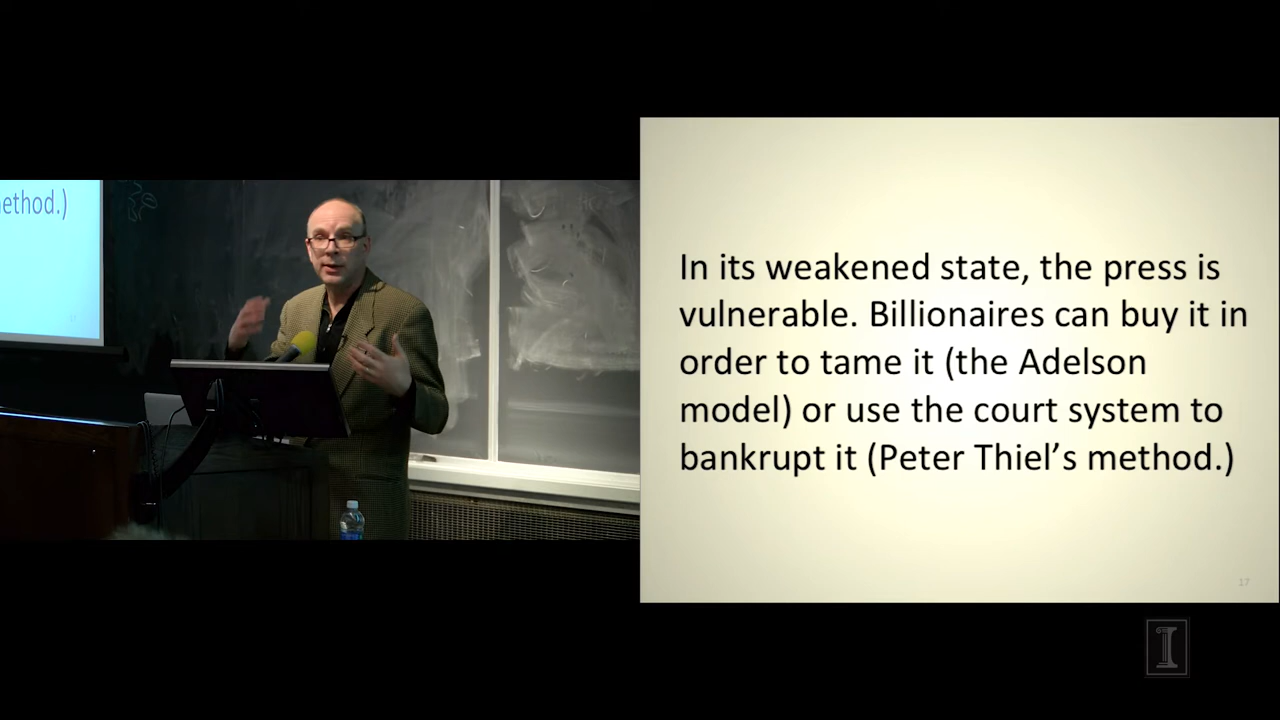 ethod.)
In its weakened state, the press is
vulnerable. Billionaires can buy it in
order to tame it (the Adelson
model) or use the court system to
bankrupt it (Peter Thiel’s method.)
17
I